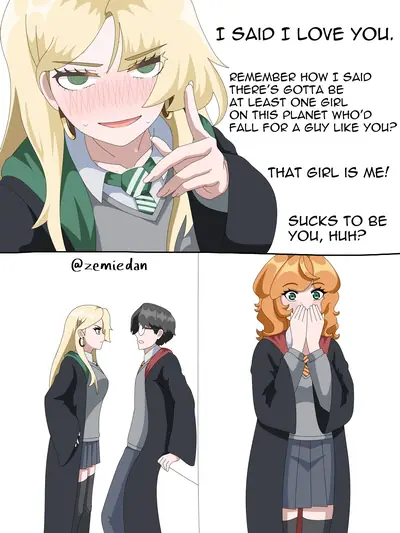 I SAID I LOVE YOU.
REMEMBER HOW I SAID
THERE'S GOTTA BE
AT LEAST ONE GIRL
ON THIS PLANET WHO'D
FALL FOR A GUY LIKE YOU?
THAT GIRL IS ME!
SUCKS TO BE
YOU, HUH?
@zemiedan